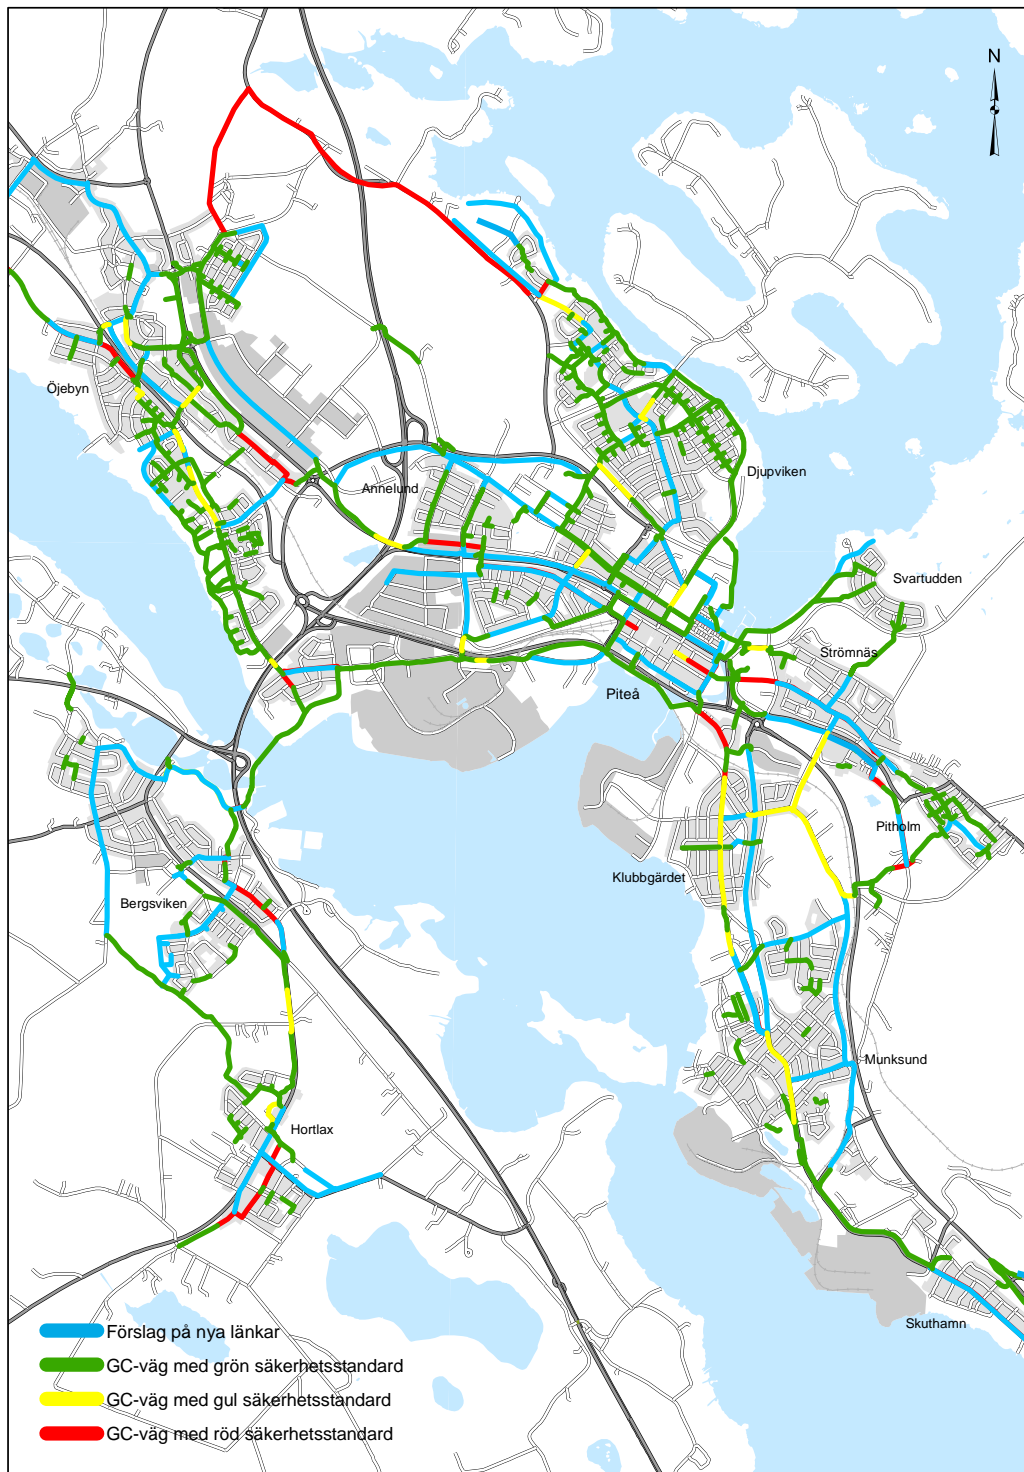 N
Öjebyn
Annelund
Djupviken
Svartudden
Strömnäs
Piteå
Pitholm
Klubbgärdet
Bergsviken
Munksund
Hortlax
Skuthamn
Förslag på nya länkar
GC-väg med grön säkerhetsstandard
GC-väg med gul säkerhetsstandard
GC-väg med röd säkerhetsstandard